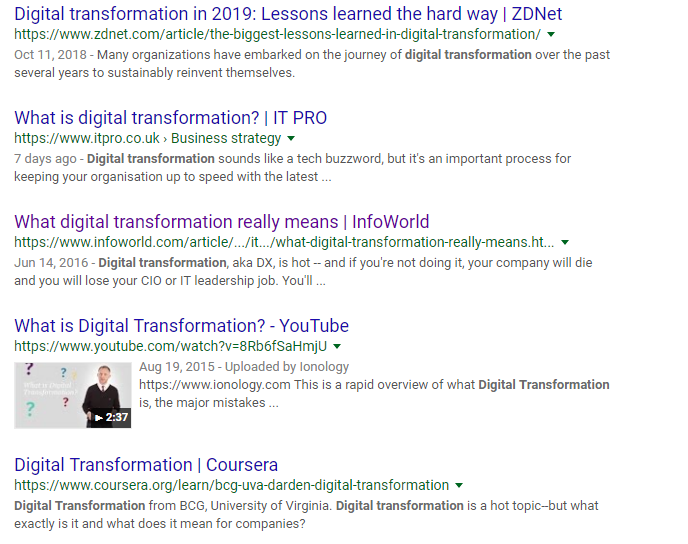 Digital transformation in 2019: Lessons learned the hard way | ZDNet
https://www.zdnet.com/article/the-biggest-lessons-learned-in-digital-transformation/
Oct 11, 2018 - Many organizations have embarked on the journey of digital transformation over the past
several years to sustainably reinvent themselves.
What is digital transformation? | IT PRO
https://www.itpro.co.uk › Business strategy
7 days ago - Digital transformation sounds like a tech buzzword, but it's an important process for
keeping your organisation up to speed with the latest ...
What digital transformation really means | InfoWorld
https://www.infoworld.com/article/.../it.../what-digital-transformation-really-means.ht...
Jun 14, 2016 - Digital transformation, aka DX, is hot -- and if you're not doing it, your company will die
and you will lose your CIO or IT leadership job. You'll ...
What is Digital Transformation? - YouTube
https://www.youtube.com/watch?v=8Rb6fSaHmjU
What is Digital
Transformation?
2:37
Aug 19, 2015 - Uploaded by Ionology
https://www.ionology.com This is a rapid overview of what Digital Transformation
is, the major mistakes ...
Digital Transformation | Coursera
https://www.coursera.org/learn/bcg-uva-darden-digital-transformation
Digital Transformation from BCG, University of Virginia. Digital transformation is a hot topic--but what
exactly is it and what does it mean for companies?